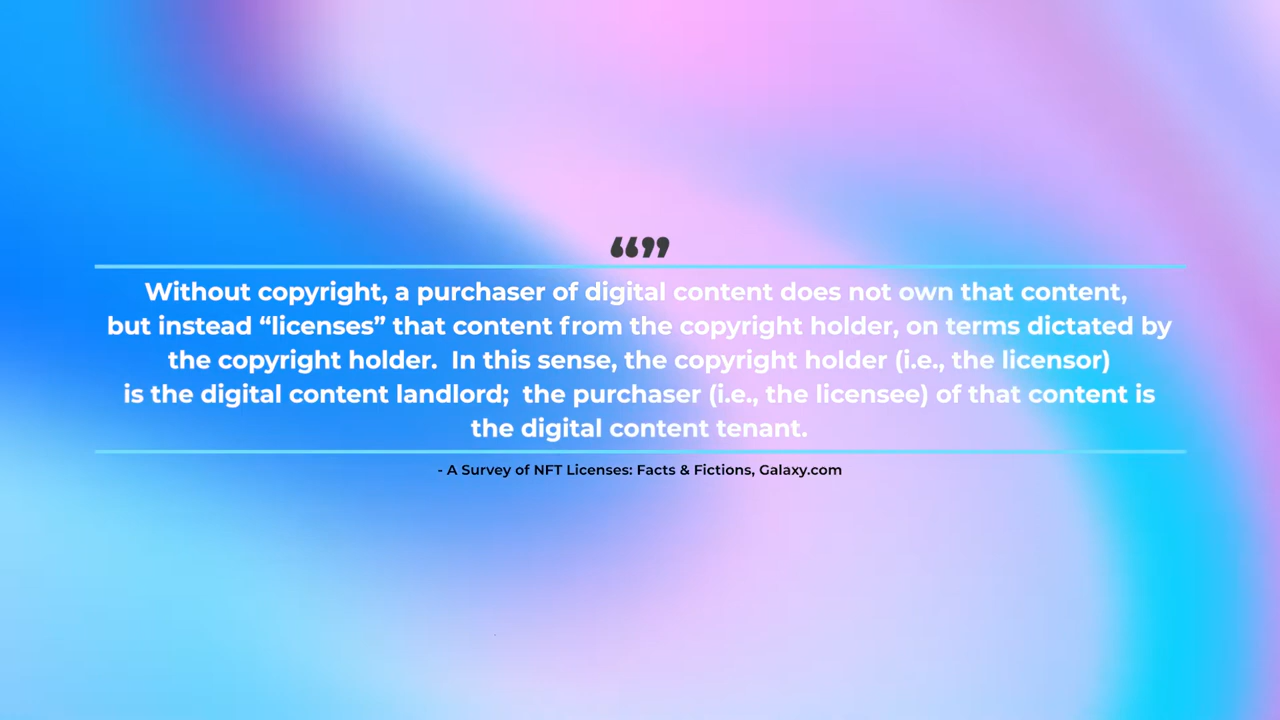 “”
Without copyright, a purchaser of digital content does not own that content,
but instead “licenses” that content from the copyright holder, on terms dictated by
the copyright holder.  In this sense, the copyright holder (i.e., the licensor)
is the digital content landlord;  the purchaser (i.e., the licensee) of that content is
the digital content tenant.
- A Survey of NFT Licenses: Facts & Fictions, Galaxy.com